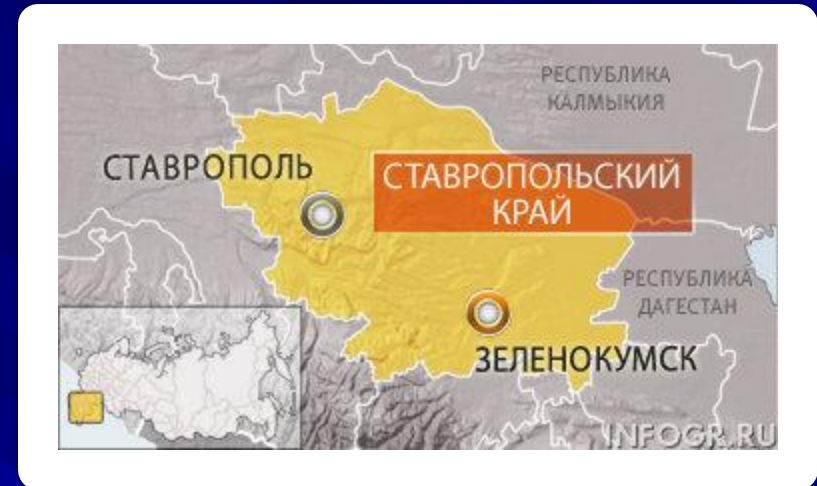 РЕСПУБЛИКА
КАЛМЫКИЯ
СТАВРОПОЛЬ
СТАВРОПОЛЬСКИЙ
КРАЙ
РЕСПУБЛИКА
ДАГЕСТАН
ЗЕЛЕНОКУМСК
INFOGR.RU